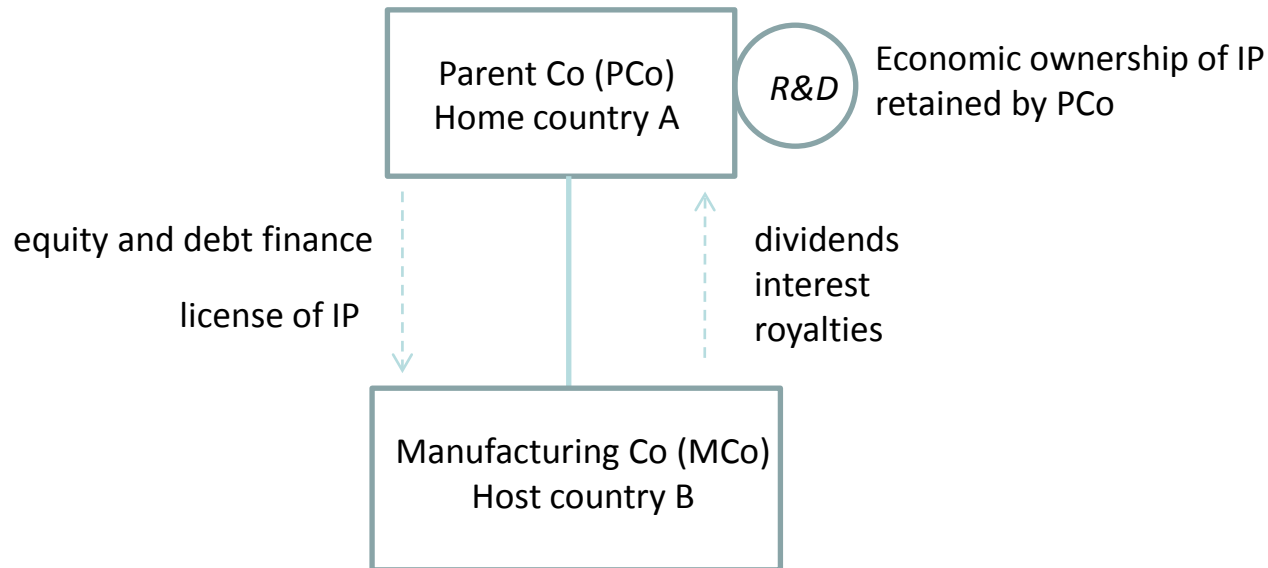 Parent Co (PCo)
Home country A
R&D
Economic ownership of IP
retained by PCo
equity and debt finance
license of IP
dividends
interest
royalties
Manufacturing Co (MCo)
Host country B